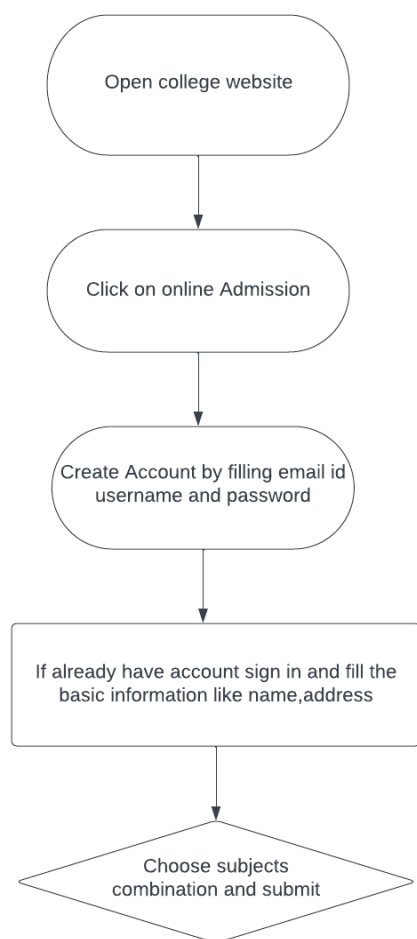 Open college website
Click on online Admission
Create Account by filling email id
username and password
If already have account sign in and fill the
basic information like name,address
Choose subjects
combination and submit